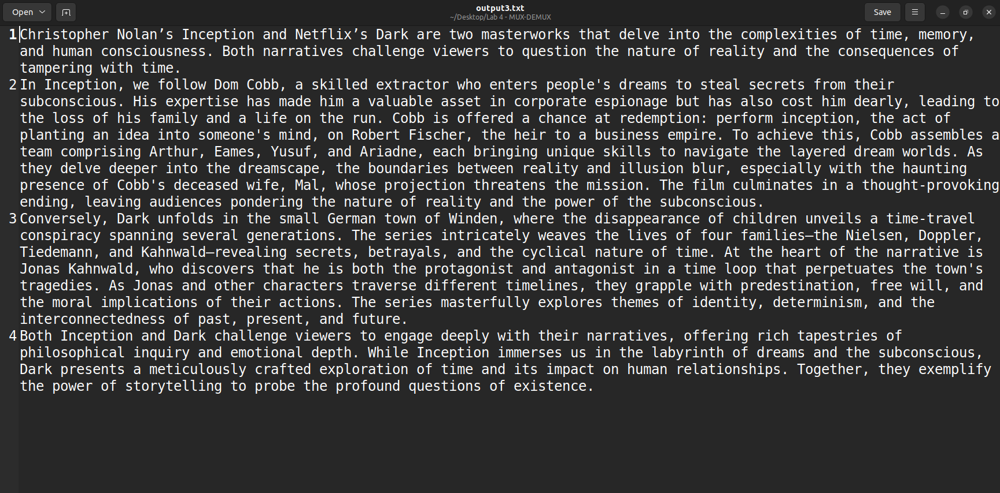 Open
output3.txt
~/Desktop/Lab 4 - MUX-DEMUX
Save
1 Christopher Nolan’s Inception and Netflix’s Dark are two masterworks that delve into the complexities of time, memory,
and human consciousness. Both narratives challenge viewers to question the nature of reality and the consequences of
tampering with time.
2 In Inception, we follow Dom Cobb, a skilled extractor who enters people's dreams to steal secrets from their
subconscious. His expertise has made him a valuable asset in corporate espionage but has also cost him dearly, leading to
the loss of his family and a life on the run. Cobb is offered a chance at redemption: perform inception, the act of
planting an idea into someone's mind, on Robert Fischer, the heir to a business empire. To achieve this, Cobb assembles a
team comprising Arthur, Eames, Yusuf, and Ariadne, each bringing unique skills to navigate the layered dream worlds. As
they delve deeper into the dreamscape, the boundaries between reality and illusion blur, especially with the haunting
presence of Cobb's deceased wife, Mal, whose projection threatens the mission. The film culminates in a thought-provoking
ending, leaving audiences pondering the nature of reality and the power of the subconscious.
3 Conversely, Dark unfolds in the small German town of Winden, where the disappearance of children unveils a time-travel
conspiracy spanning several generations. The series intricately weaves the lives of four families—the Nielsen, Doppler,
Tiedemann, and Kahnwald—revealing secrets, betrayals, and the cyclical nature of time. At the heart of the narrative is
Jonas Kahnwald, who discovers that he is both the protagonist and antagonist in a time loop that perpetuates the town's
tragedies. As Jonas and other characters traverse different timelines, they grapple with predestination, free will, and
the moral implications of their actions. The series masterfully explores themes of identity, determinism, and the
interconnectedness of past, present, and future.
4 Both Inception and Dark challenge viewers to engage deeply with their narratives, offering rich tapestries of
philosophical inquiry and emotional depth. While Inception immerses us in the labyrinth of dreams and the subconscious,
Dark presents a meticulously crafted exploration of time and its impact on human relationships. Together, they exemplify
the power of storytelling to probe the profound questions of existence.